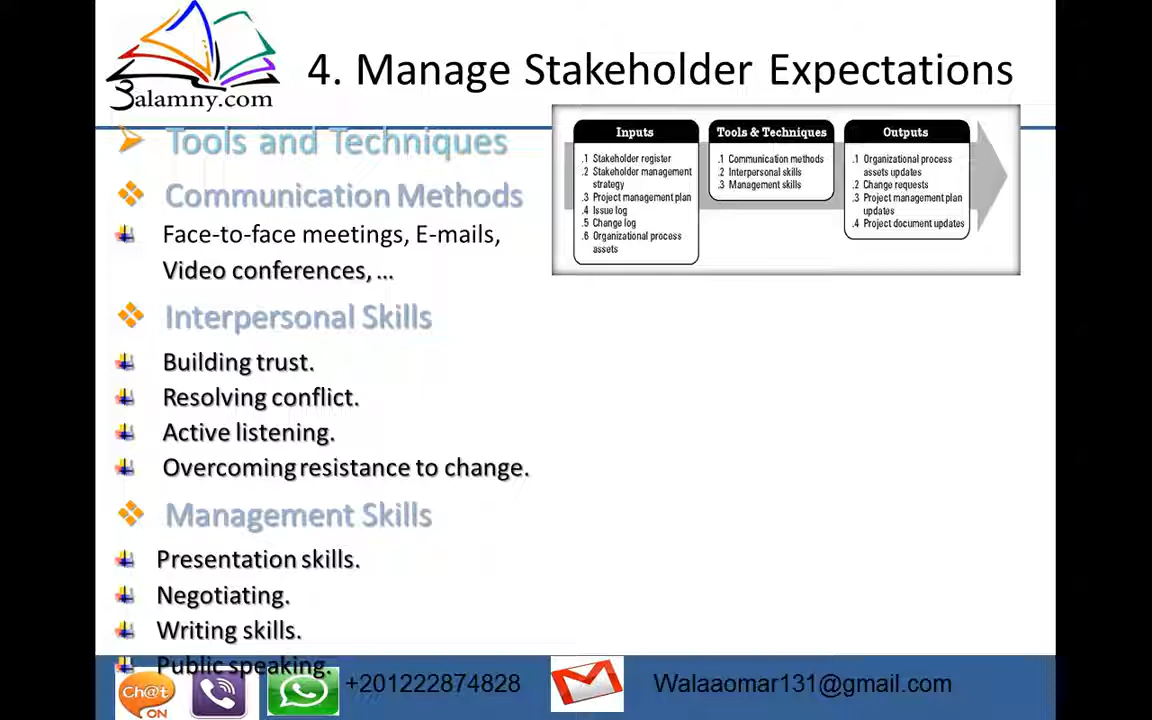 3alamny.com
4. Manage Stakeholder Expectations
Tools and Techniques
Communication Methods
Face-to-face meetings, E-mails,
Video conferences, ...
Interpersonal Skills
Building trust.
Resolving conflict.
Active listening.
Overcoming resistance to change.
Management Skills
Presentation skills.
Negotiating.
Writing skills.
Public speaking.
Inputs
.1 Stakeholder register
.2 Stakeholder management
strategy
.3 Project management plan
.4 Issue log
.5 Change log
.6 Organizational process
assets
Tools & Techniques
.1 Communication methods
.2 Interpersonal skills
.3 Management skills
Outputs
.1 Organizational process
assets updates
.2 Change requests
.3 Project management plan
updates
.4 Project document updates
Ch@t
ON
+201222874828
Walaaomar131@gmail.com